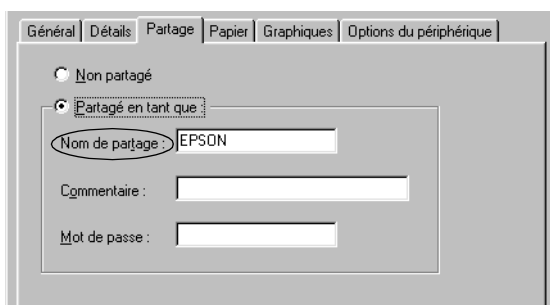 Général Détails Partage Papier Graphiques Options du périphérique
Non partagé
Partagé en tant que :
Nom de partage : EPSON
Commentaire :
Mot de passe :